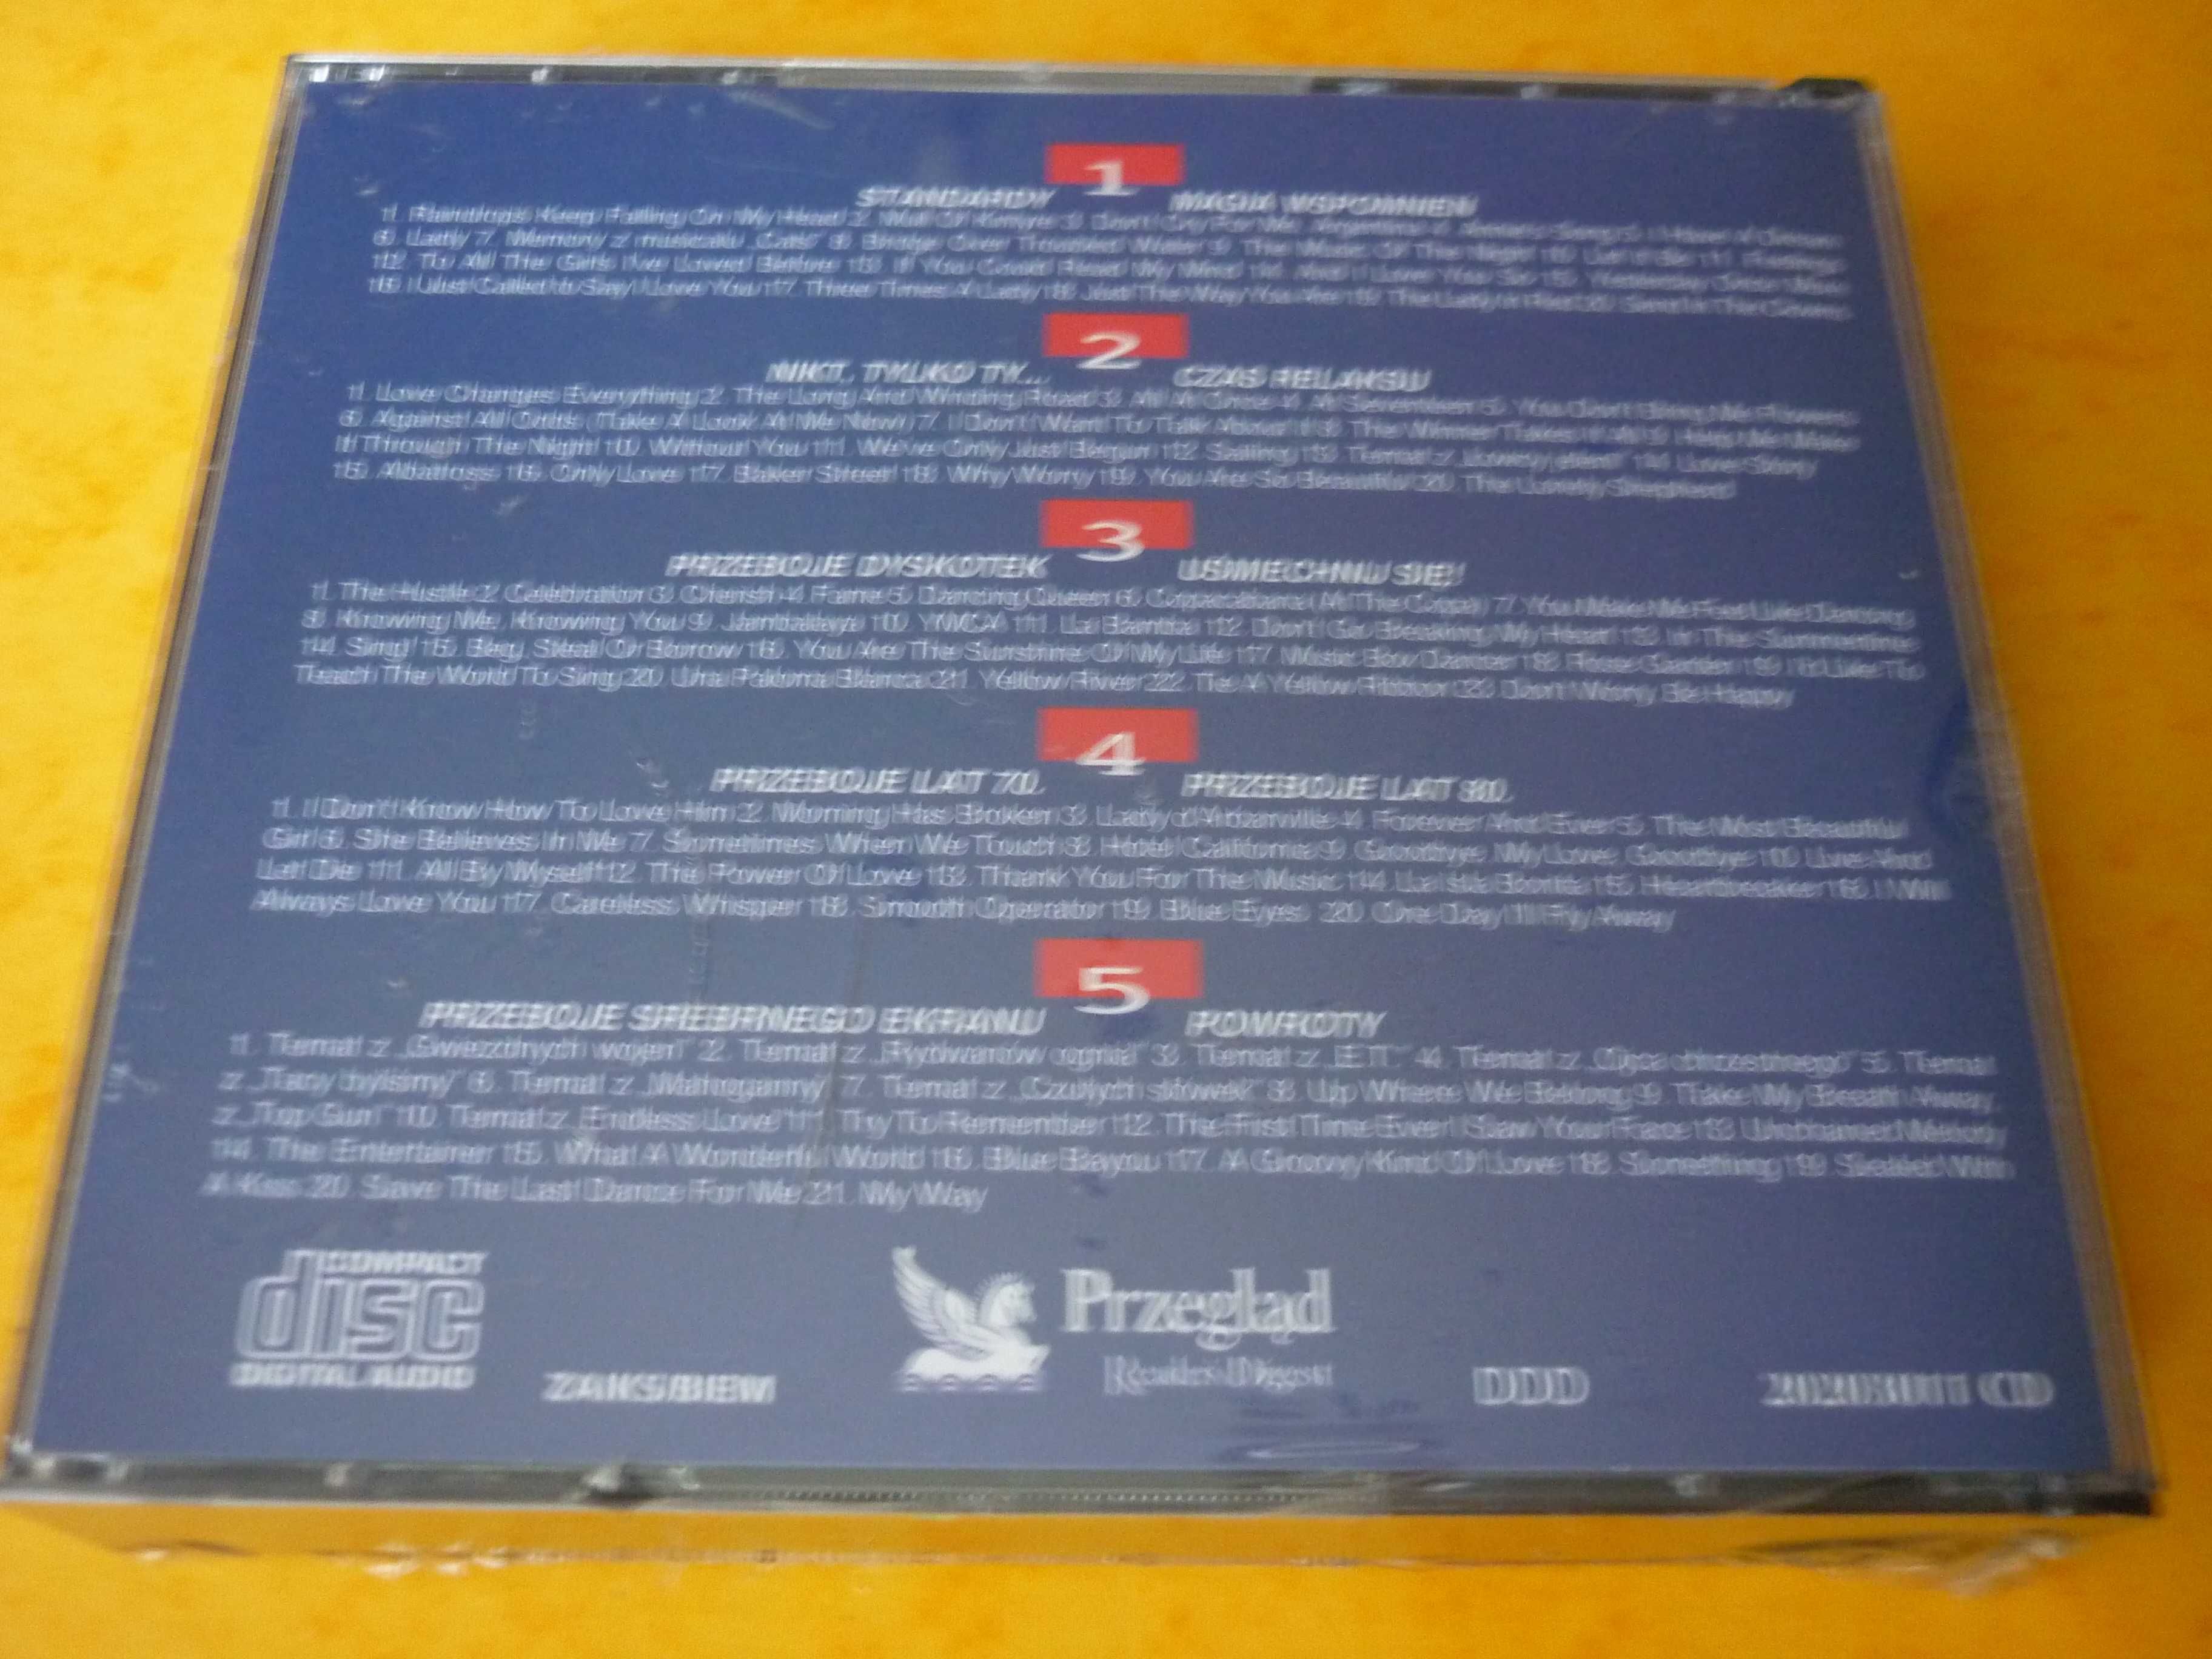 1
STANDARDY MAGIA WSPOMNIEŃ
1. Raindrops Keep Falling On My Head 2. Wall Of 3. Don't Cry For Me, Argentina 4. Song 5. I Have A Dream
6. Lady 7. Memory z musicalu „Cats” 8. Bridge Over Troubled Water 9. The Music Of The Night 10. Let It Be 11. Feelings
12. To All The Girls I've Loved Before 13. If You Could Read My Mind 14. And I Love You So 15. Yesterday Once More
16. I Just Called to Say I Love You 17. Three Times A Lady 18. Just The Way You Are 19. The Lady In Red 20. Send In The Clowns
2
NIKT, TYLKO TY... CZAS RELAKSU
1. Love Changes Everything 2. The Long And Winding Road 3. All At Once 4. At Seventeen 5. You Don't Bring Me Flowers
6. Against All Odds (Take A Look At Me Now) 7. I Don't Want To Talk About It 8. The Winner Takes It All 9. Help Me Make
It Through The Night 10. Without You 11. We've Only Just Begun 12. Sailing 13. Temat z „Łowcy jeleni” 14. Love Story
15. Albatross 16. Only Love 17. Baker Street 18. Why Worry 19. You Are So Beautiful 20. The Lonely Shepherd
3
PRZEBOJE DYSKOTEK UŚMIECHNIJ SIĘ!
1. The Hustle 2. Celebration 3. Cherish 4. Fame 5. Dancing Queen 6. Copacabana (At The Copa) 7. You Make Me Feel Like Dancing
8. Knowing Me, Knowing You 9. Jambalaya 10. YMCA 11. La Bamba 12. Don't Go Breaking My Heart 13. In The Summertime
14. Sing! 15. Beg, Steal Or Borrow 16. You Are The Sunshine Of My Life 17. Music Box Dancer 18. Rose Garden 19. I'd Like To
Teach The World To Sing 20. Una Paloma Blanca 21. Yellow River 22. Tie A Yellow Ribbon 23. Don't Worry, Be Happy
4
PRZEBOJE LAT 70. PRZEBOJE LAT 80.
1. I Don't Know How To Love Him 2. Morning Has Broken 3. Lady d'Arbanville 4. Forever And Ever 5. The Most Beautiful
Girl 6. She Believes In Me 7. Sometimes When We Touch 8. Hotel California 9. Goodbye, My Love, Goodbye 10. Live And
Let Die 11. All By Myself 12. The Power Of Love 13. Thank You For The Music 14. La Isla Bonita 15. Heartbreaker 16. I Will
Always Love You 17. Careless Whisper 18. Smooth Operator 19. Blue Eyes 20. One Day I'll Fly Away
5
PRZEBOJE SREBRNEGO EKRANU POWROTY
1. Temat z „Gwiezdnych wojen” 2. Temat z „Rydwanów ognia” 3. Temat z „E.T.” 4. Temat z „Ojca chrzestnego” 5. Temat
z „Tacy byliśmy” 6. Temat z „Mahogany” 7. Temat z „Czułych słówek” 8. Up Where We Belong 9. Take My Breath Away
z „Top Gun” 10. Temat z „Endless Love” 11. Try To Remember 12. The First Time Ever I Saw Your Face 13. Unchained Melody
14. The Entertainer 15. What A Wonderful World 16. Blue Bayou 17. A Groovy Kind Of Love 18. Something 19. Sealed With
A Kiss 20. Save The Last Dance For Me 21. My Way
COMPACT
disc
DIGITAL AUDIO
ZAIKS/BIEM
Przegląd
Reader's Digest
DDD